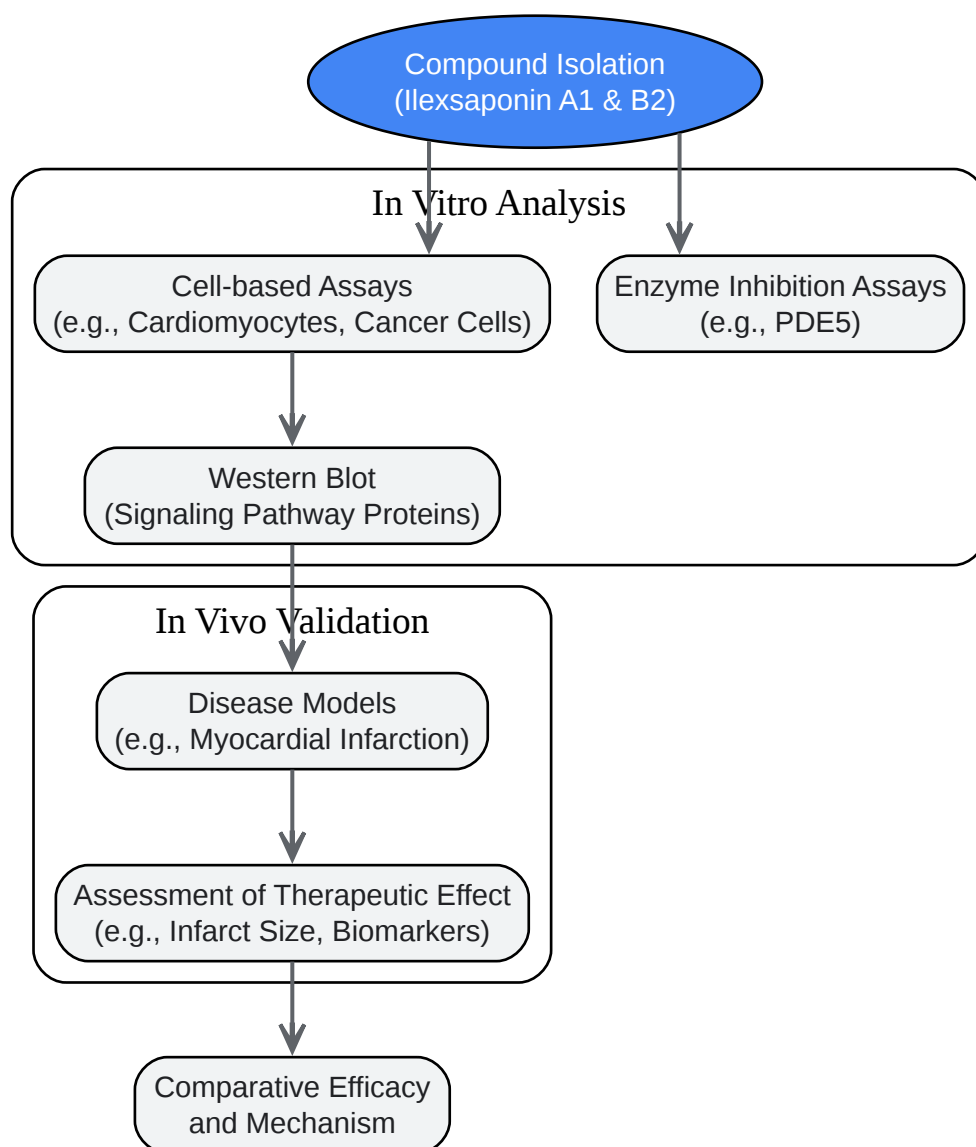 Compound Isolation
(Ilexsaponin A1 & B2)
In Vitro Analysis
Cell-based Assays
(e.g., Cardiomyocytes, Cancer Cells)
Enzyme Inhibition Assays
(e.g., PDE5)
Western Blot
(Signaling Pathway Proteins)
In Vivo Validation
Disease Models
(e.g., Myocardial Infarction)
Assessment of Therapeutic Effect
(e.g., Infarct Size, Biomarkers)
Comparative Efficacy
and Mechanism